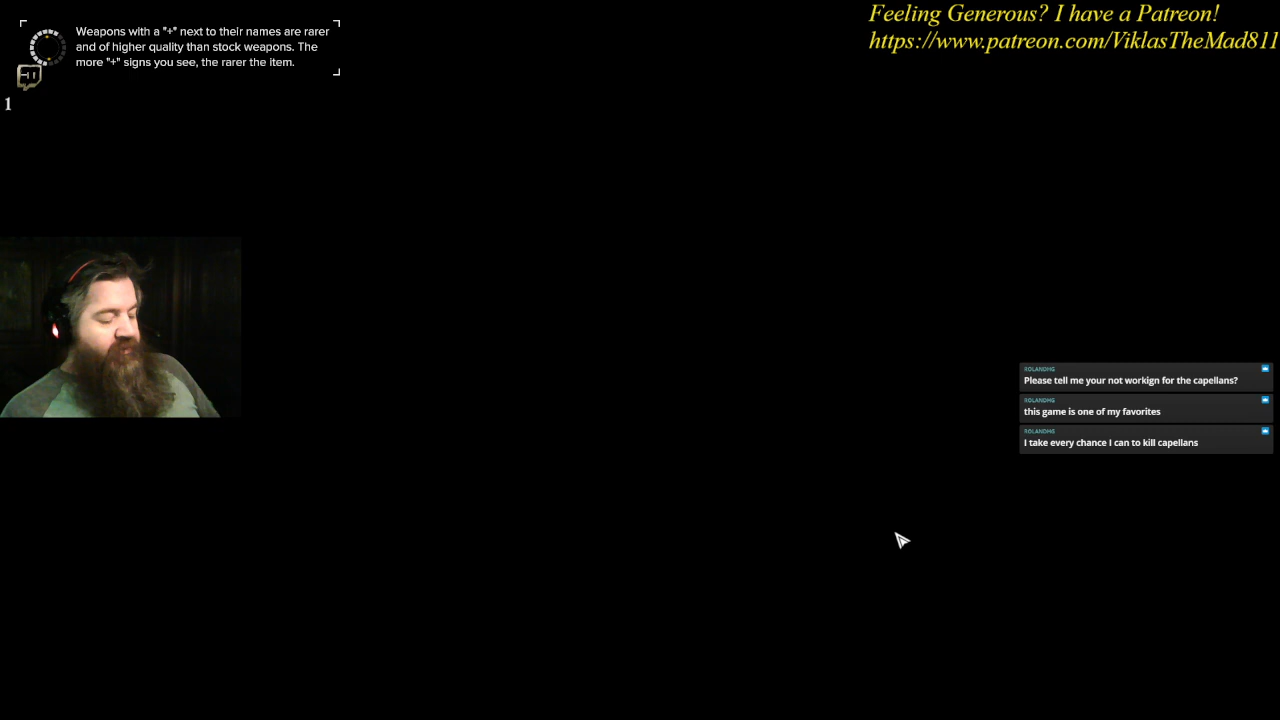 Weapons with a "+" next to their names are rarer
and of higher quality than stock weapons. The
more "+" signs you see, the rarer the item.
1
Feeling Generous? I have a Patreon!
https://www.patreon.com/ViklasTheMad811
ROLANDHG
Please tell me your not workign for the capellans?
ROLANDHG
this game is one of my favorites
ROLANDHG
I take every chance I can to kill capellans